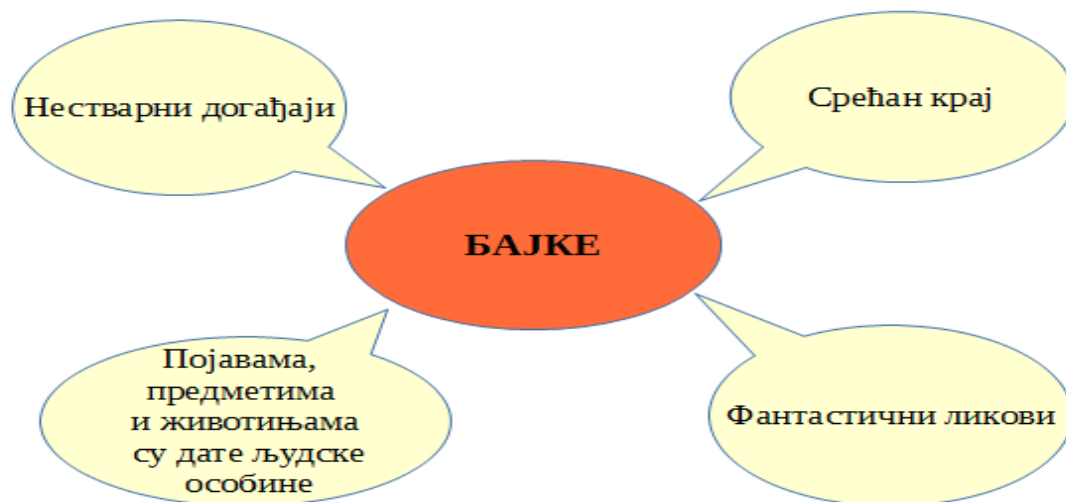 Нестварни догађаји
Срећан крај
БАЈКЕ
Појавама,
предметима
и животињама
су дате људске
особине
Фантастични ликови